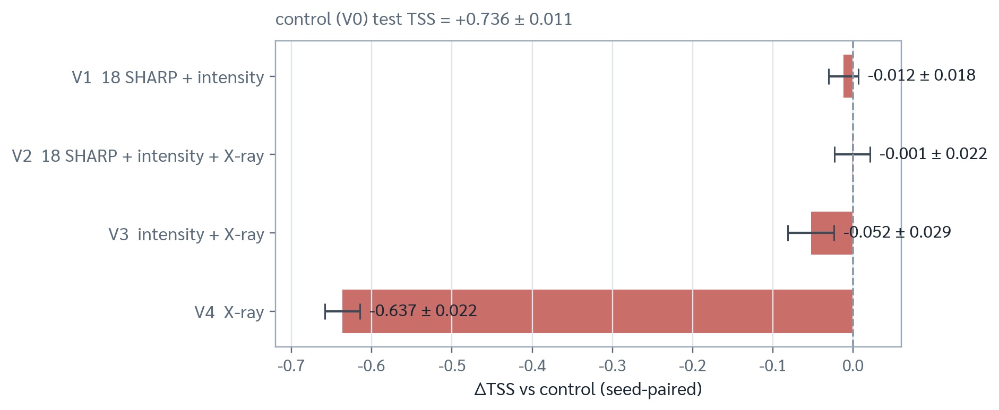 control (V0) test TSS = +0.736 ± 0.011
V1  18 SHARP + intensity
-0.012 ± 0.018
V2  18 SHARP + intensity + X-ray
-0.001 ± 0.022
V3  intensity + X-ray
-0.052 ± 0.029
V4  X-ray
-0.637 ± 0.022
-0.7 -0.6 -0.5 -0.4 -0.3 -0.2 -0.1 0.0
ΔTSS vs control (seed-paired)